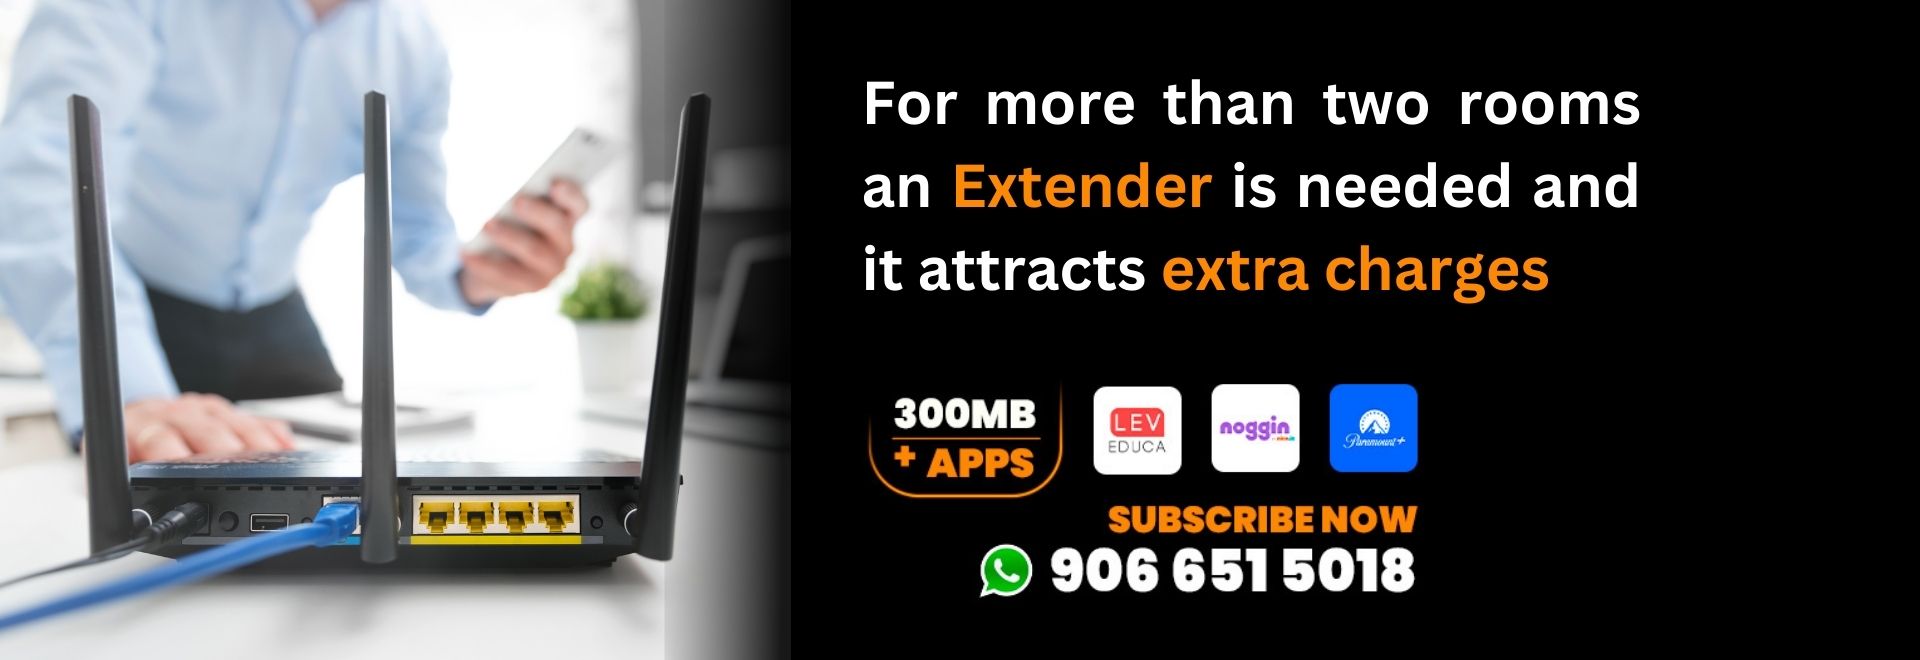 For more than two rooms
an Extender is needed and
it attracts extra charges
300MB
+ APPS
LEV
EDUCA
noggin
Paramount+
SUBSCRIBE NOW
906 651 5018